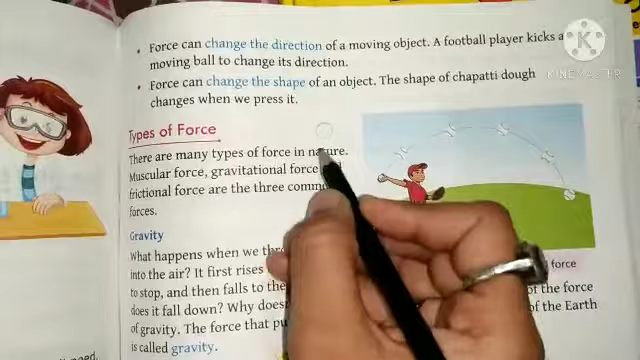 • Force can change the direction of a moving object. A football player kicks a
moving ball to change its direction.
• Force can change the shape of an object. The shape of chapatti dough
changes when we press it.
Types of Force
There are many types of force in nature.
Muscular force, gravitational force
frictional force are the three
forces.
Gravity
What happens when we
into the air? It first rises
to stop, and then falls to the
does it fall down? Why
of gravity. The force that
is called gravity.
force
of the force
of the Earth
KINEMASTER